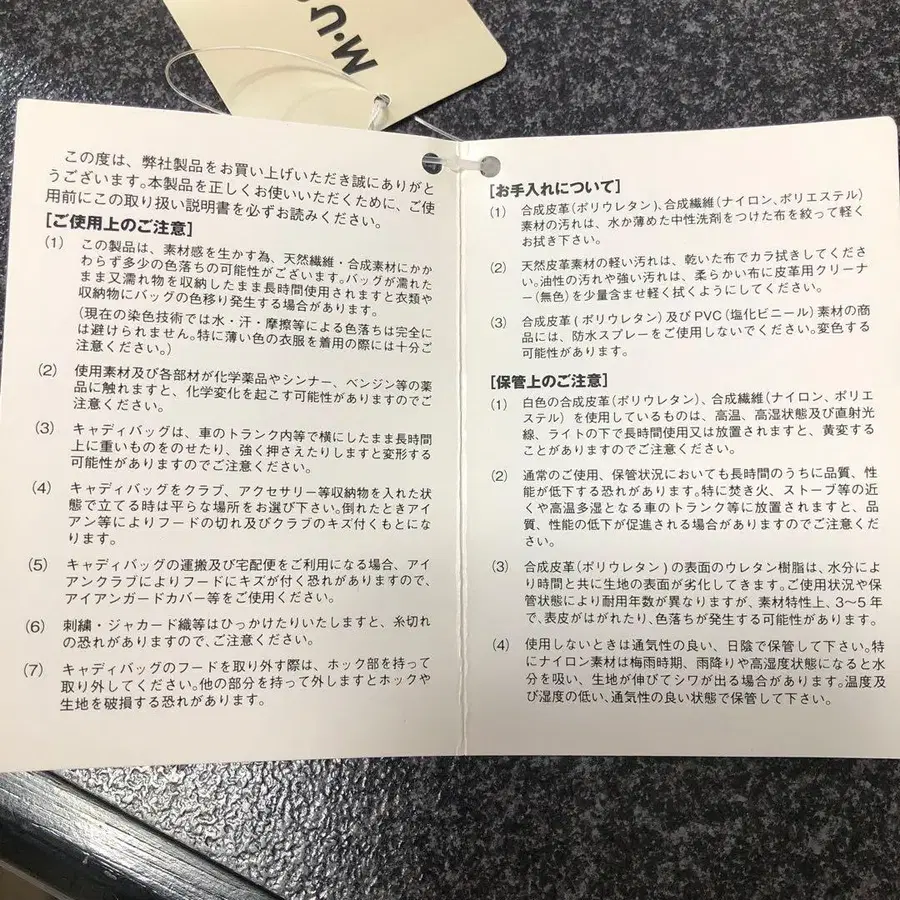 M・U
この度は、弊社製品をお買い上げいただき誠にありがと
うございます。本製品を正しくお使いいただくために、ご使
用前にこの取り扱い説明書を必ずお読みください。
[ご使用上のご注意]
(1) この製品は、素材感を生かす為、天然繊維・合成素材にかか
わらず多少の色落ちの可能性がございます。バッグが濡れた
まま又濡れ物を収納したまま長時間使用されますと衣類や
収納物にバッグの色移り発生する場合があります。
(現在の染色技術では水・汗・摩擦等による色落ちは完全に
は避けられません。特に薄い色の衣服を着用の際には十分ご
注意ください。)
(2) 使用素材及び各部材が化学薬品やシンナー、ベンジン等の薬
品に触れますと、化学変化を起こす可能性がありますのでご
注意ください。
(3) キャディバッグは、車のトランク内等で横にしたまま長時間
上に重いものをのせたり、強く押さえたりしますと変形する
可能性がありますのでご注意ください。
(4) キャディバッグをクラブ、アクセサリー等収納物を入れた状
態で立てる時は平らな場所をお選び下さい。倒れたときアイ
アン等によりフードの切れ及びクラブのキズ付くもとにな
ります。
(5) キャディバッグの運搬及び宅配便をご利用になる場合、アイ
アンクラブによりフードにキズが付く恐れがありますので、
アイアンガードカバー等をご使用ください。
(6) 刺繍・ジャカード織等はひっかけたりいたしますと、糸切れ
の恐れがありますので、ご注意ください。
(7) キャディバッグのフードを取り外す際は、ホック部を持って
取り外してください。他の部分を持って外しますとホックや
生地を破損する恐れがあります。
[お手入れについて]
(1) 合成皮革(ポリウレタン)、合成繊維(ナイロン、ポリエステル)
素材の汚れは、水か薄めた中性洗剤をつけた布を絞って軽く
お拭き下さい。
(2) 天然皮革素材の軽い汚れは、乾いた布でカラ拭きしてくださ
い。油性の汚れや強い汚れは、柔らかい布に皮革用クリーナ
ー(無色)を少量含ませ軽く拭くようにしてください。
(3) 合成皮革(ポリウレタン)及びPVC(塩化ビニール)素材の商
品には、防水スプレーをご使用しないでください。変色する
可能性があります。
[保管上のご注意]
(1) 白色の合成皮革(ポリウレタン)、合成繊維(ナイロン、ポリエ
ステル)を使用しているものは、高温、高湿状態及び直射光
線、ライトの下で長時間使用又は放置されますと、黄変するこ
とがありますのでご注意ください。
(2) 通常のご使用、保管状況においても長時間のうちに品質、性
能が低下する恐れがあります。特に焚き火、ストーブ等の近
くや高温多湿となる車のトランク等に放置されますと、品
質、性能の低下が促進される場合がありますのでご注意くだ
さい。
(3) 合成皮革(ポリウレタン)の表面のウレタン樹脂は、水分によ
り時間と共に生地の表面が劣化してきます。ご使用状況や保
管状態により耐用年数が異なりますが、素材特性上、3〜5年
で、表皮がはがれたり、色落ちが発生する可能性があります。
(4) 使用しないときは通気性の良い、日陰で保管して下さい。特
にナイロン素材は梅雨時期、雨降りや高湿度状態になると水
分を吸い、生地が伸びてシワが出る場合があります。温度及
び湿度の低い、通気性の良い状態で保管して下さい。